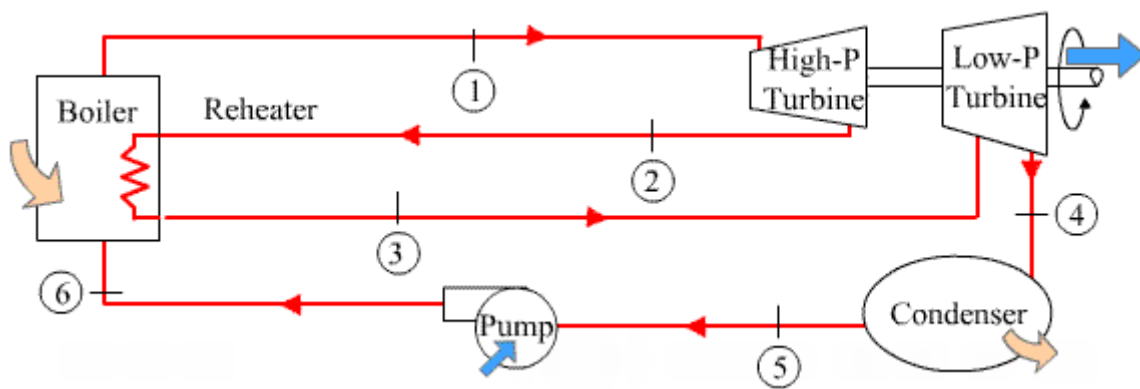 High-P
Turbine
Low-P
Turbine
1
Boiler
Reheater
2
3
4
6
Pump
Condenser
5